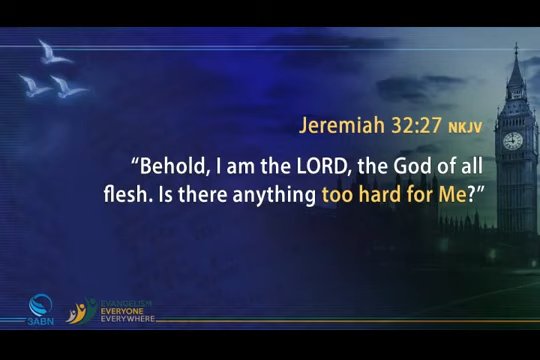 Jeremiah 32:27 NKJV
“Behold, I am the LORD, the God of all
flesh. Is there anything too hard for Me?”
3ABN
EVANGELISM
EVERYONE
EVERYWHERE